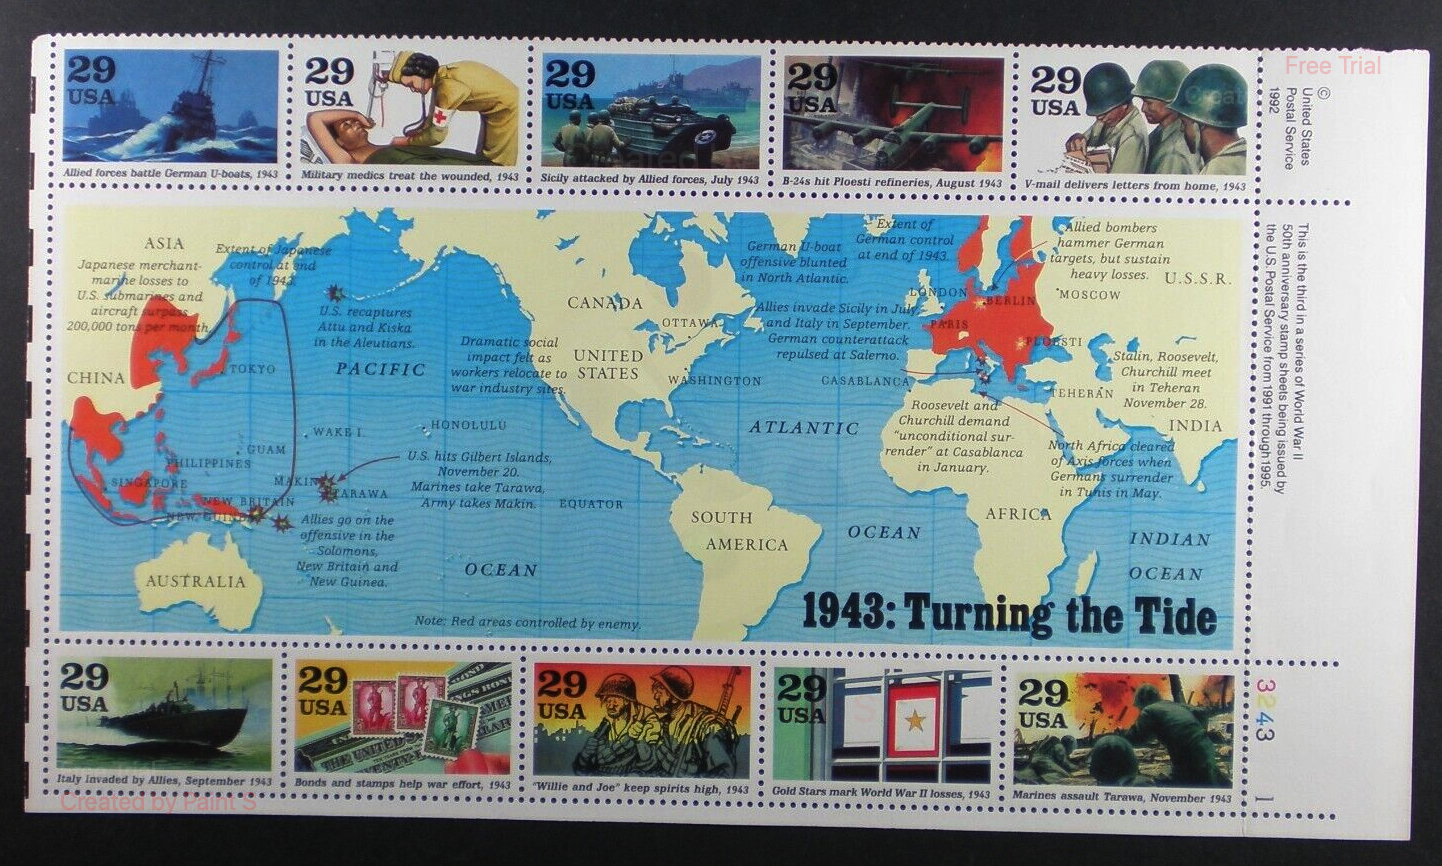 Free Trial
29
USA
Allied forces battle German U-boats, 1943
29
USA
Military medics treat the wounded, 1943
29
USA
Sicily attacked by Allied forces, July 1943
29
USA
B-24s hit Ploesti refineries, August 1943
29
USA
V-mail delivers letters from home, 1943
©
United States
Postal Service
1992
ASIA
Japanese merchant-
marine losses to
U.S. submarines and
aircraft surpass
200,000 tons per month.
Extent of Japanese
control at end
of 1943.
U.S. recaptures
Attu and Kiska
in the Aleutians.
CHINA
TOKYO
PACIFIC
Dramatic social
impact felt as
workers relocate to
war industry sites.
CANADA
OTTAWA
UNITED
STATES
WASHINGTON
German U-boat
offensive blunted
in North Atlantic.
Extent of
German control
at end of 1943.
Allied bombers
hammer German
targets, but sustain
heavy losses.
U.S.S.R.
LONDON
BERLIN
MOSCOW
Allies invade Sicily in July,
and Italy in September.
German counterattack
repulsed at Salerno.
PARIS
PLOESTI
CASABLANCA
TEHERAN
Stalin, Roosevelt,
Churchill meet
in Teheran
November 28.
INDIA
Roosevelt and
Churchill demand
"unconditional sur-
render" at Casablanca
in January.
North Africa cleared
of Axis forces when
Germans surrender
in Tunis in May.
WAKE I.
HONOLULU
GUAM
PHILIPPINES
SINGAPORE
MAKIN
TARAWA
NEW BRITAIN
NEW GUINEA
U.S. hits Gilbert Islands,
November 20.
Marines take Tarawa,
Army takes Makin.
EQUATOR
ATLANTIC
Allies go on the
offensive in the
Solomons,
New Britain and
New Guinea.
AUSTRALIA
OCEAN
SOUTH
AMERICA
OCEAN
AFRICA
INDIAN
OCEAN
Note: Red areas controlled by enemy.
1943: Turning the Tide
This is the third in a series of World War II
50th anniversary stamp sheets being issued by
the U.S. Postal Service from 1991 through 1995.
29
USA
Italy invaded by Allies, September 1943
29
USA
Bonds and stamps help war effort, 1943
29
USA
"Willie and Joe" keep spirits high, 1943
29
USA
Gold Stars mark World War II losses, 1943
29
USA
Marines assault Tarawa, November 1943
3243 1
Created by Paint S